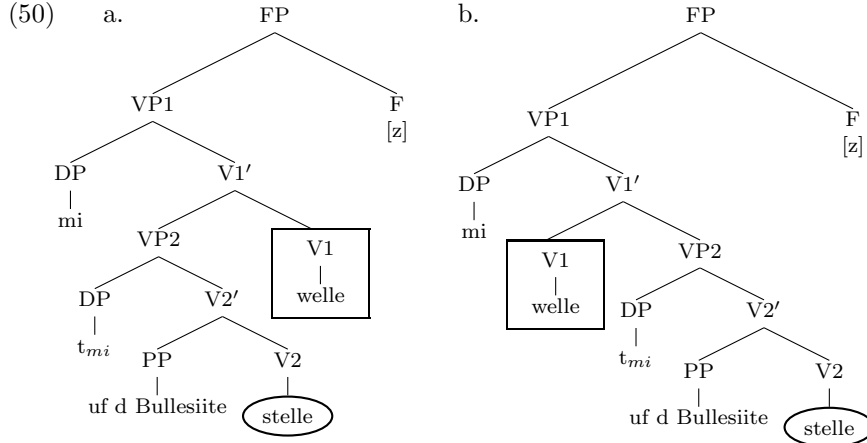 (50) a. FP b. FP
VP1 F
[z]
VP1 F
[z]
DP V1′
mi
DP V1′
mi
VP2 V1
welle
V1
welle
VP2
DP V2′
t_mi
DP V2′
t_mi
PP V2
uf d Bullesiite stelle
PP V2
uf d Bullesiite stelle